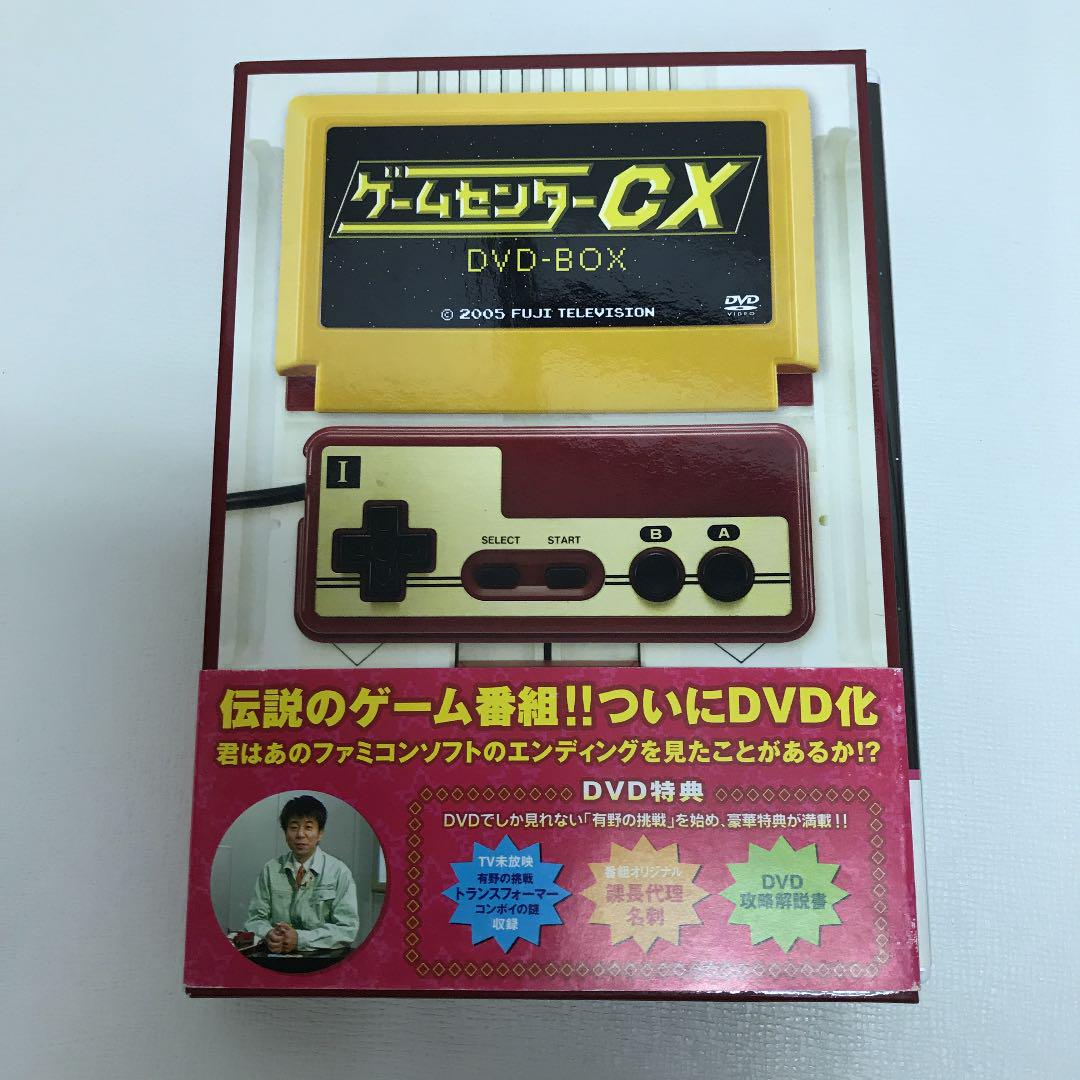 ゲームセンターCX
DVD-BOX
DVD
VIDEO
© 2005 FUJI TELEVISION
I
SELECT
START
B
A
伝説のゲーム番組!!ついにDVD化
君はあのファミコンソフトのエンディングを見たことがあるか!?
DVD特典
DVDでしか見れない「有野の挑戦」を始め、豪華特典が満載!!
TV未放映
有野の挑戦
トランスフォーマー
コンボイの謎
収録
番組オリジナル
課長代理
名刺
DVD
攻略解説書